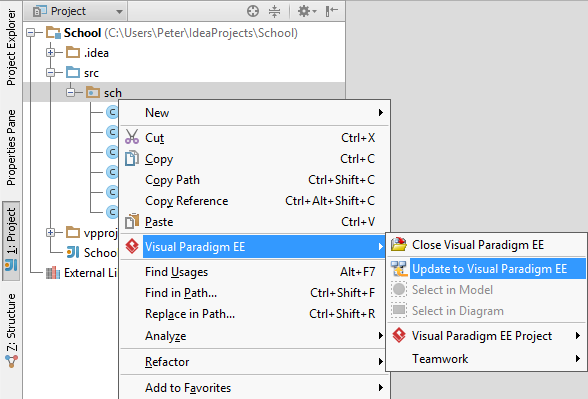 Project
School (C:\Users\Peter\IdeaProjects\School)
.idea
src
sch
vpproj
Scho
External Li
Project Explorer
Properties Pane
1: Project
7: Structure
New
Cut Ctrl+X
Copy Ctrl+C
Copy Path Ctrl+Shift+C
Copy Reference Ctrl+Alt+Shift+C
Paste Ctrl+V
Visual Paradigm EE
Find Usages Alt+F7
Find in Path... Ctrl+Shift+F
Replace in Path... Ctrl+Shift+R
Analyze
Refactor
Add to Favorites
Close Visual Paradigm EE
Update to Visual Paradigm EE
Select in Model
Select in Diagram
Visual Paradigm EE Project
Teamwork